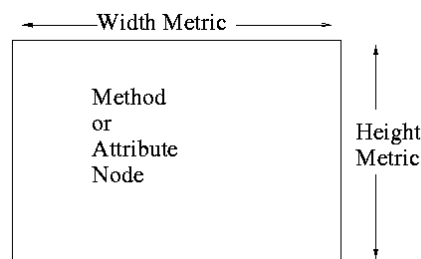 Width Metric
Method
or
Attribute
Node
Height
Metric